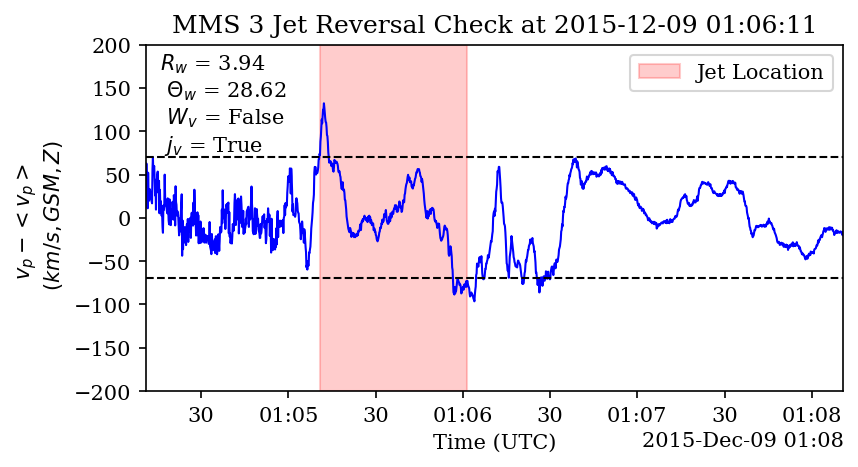 MMS 3 Jet Reversal Check at 2015-12-09 01:06:11
R_w = 3.94
Θ_w = 28.62
W_v = False
j_v = True
Jet Location
v_p − < v_p >
(km/s, GSM, Z)
200
150
100
50
0
−50
−100
−150
−200
30 01:05 30 01:06 30 01:07 30 01:08
Time (UTC)
2015-Dec-09 01:08